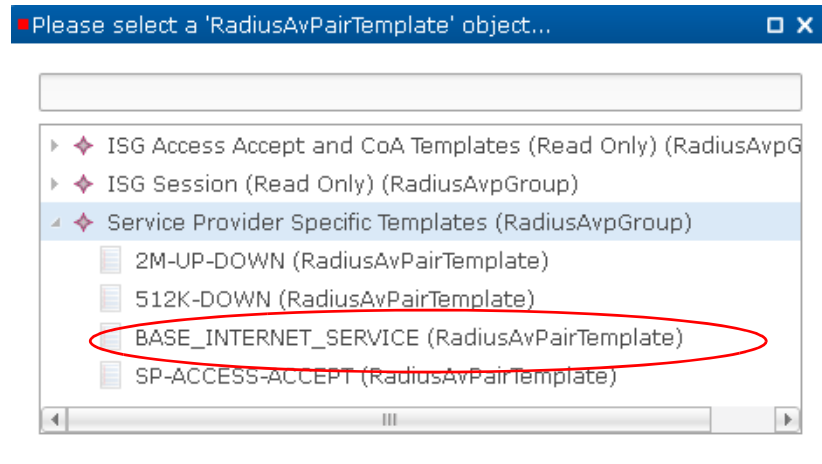 Please select a 'RadiusAvPairTemplate' object...
ISG Access Accept and CoA Templates (Read Only) (RadiusAvpG
ISG Session (Read Only) (RadiusAvpGroup)
Service Provider Specific Templates (RadiusAvpGroup)
2M-UP-DOWN (RadiusAvPairTemplate)
512K-DOWN (RadiusAvPairTemplate)
BASE_INTERNET_SERVICE (RadiusAvPairTemplate)
SP-ACCESS-ACCEPT (RadiusAvPairTemplate)